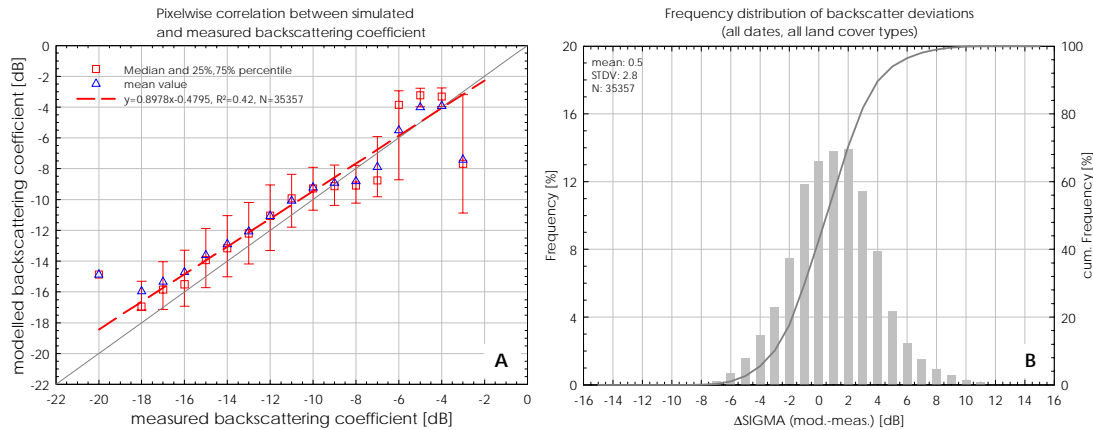 Pixelwise correlation between simulated
and measured backscattering coefficient
modelled backscattering coefficient [dB]
0
-2
-4
-6
-8
-10
-12
-14
-16
-18
-20
-22
Median and 25%,75% percentile
mean value
y=0.8978x-0.4795, R²=0.42, N=35357
A
-22 -20 -18 -16 -14 -12 -10 -8 -6 -4 -2 0
measured backscattering coefficient [dB]
Frequency distribution of backscatter deviations
(all dates, all land cover types)
Frequency [%]
20
16
12
8
4
0
mean: 0.5
STDV: 2.8
N: 35357
B
100
80
60
40
20
0
cum. Frequency [%]
-16 -14 -12 -10 -8 -6 -4 -2 0 2 4 6 8 10 12 14 16
ΔSIGMA (mod.-meas.) [dB]